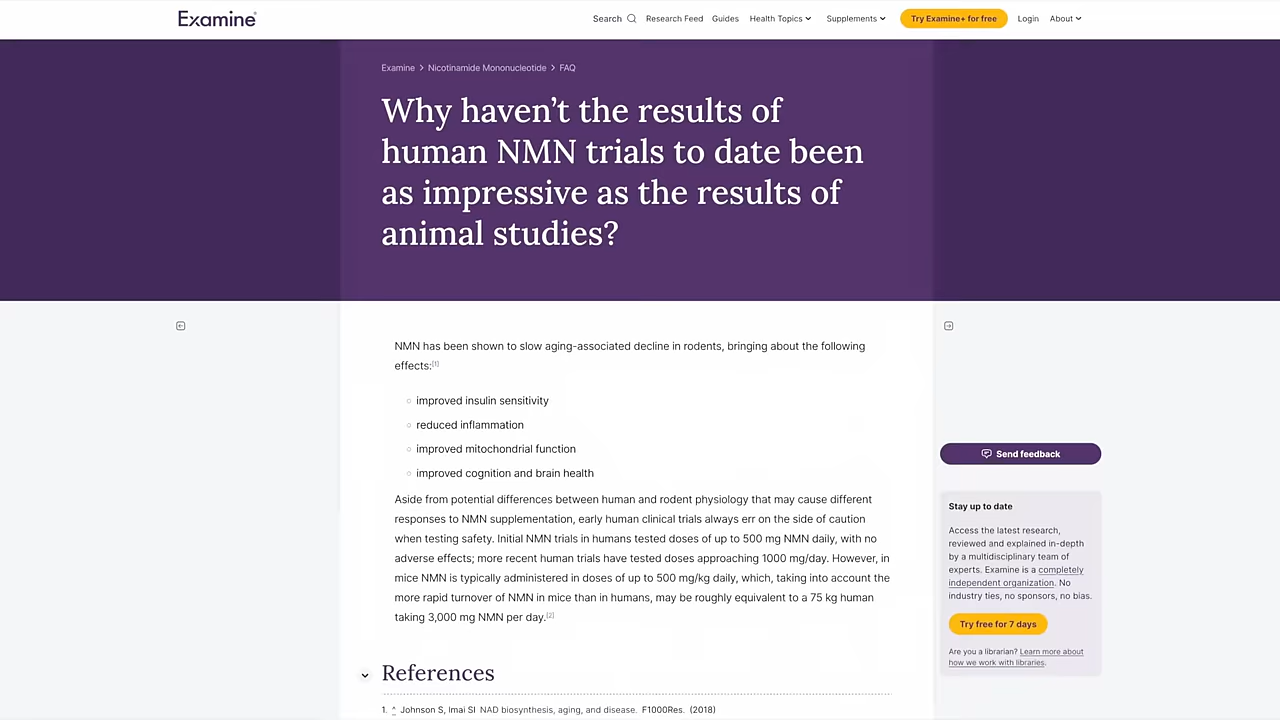 Examine®
Search Research Feed Guides Health Topics Supplements Try Examine+ for free Login About
Examine > Nicotinamide Mononucleotide > FAQ
Why haven’t the results of
human NMN trials to date been
as impressive as the results of
animal studies?
NMN has been shown to slow aging-associated decline in rodents, bringing about the following
effects:[1]
improved insulin sensitivity
reduced inflammation
improved mitochondrial function
improved cognition and brain health
Aside from potential differences between human and rodent physiology that may cause different
responses to NMN supplementation, early human clinical trials always err on the side of caution
when testing safety. Initial NMN trials in humans tested doses of up to 500 mg NMN daily, with no
adverse effects; more recent human trials have tested doses approaching 1000 mg/day. However, in
mice NMN is typically administered in doses of up to 500 mg/kg daily, which, taking into account the
more rapid turnover of NMN in mice than in humans, may be roughly equivalent to a 75 kg human
taking 3,000 mg NMN per day.[2]
References
1. ^ Johnson S, Imai SI NAD biosynthesis, aging, and disease. F1000Res. (2018)
Send feedback
Stay up to date
Access the latest research,
reviewed and explained in-depth
by a multidisciplinary team of
experts. Examine is a completely
independent organization. No
industry ties, no sponsors, no bias.
Try free for 7 days
Are you a librarian? Learn more about
how we work with libraries.